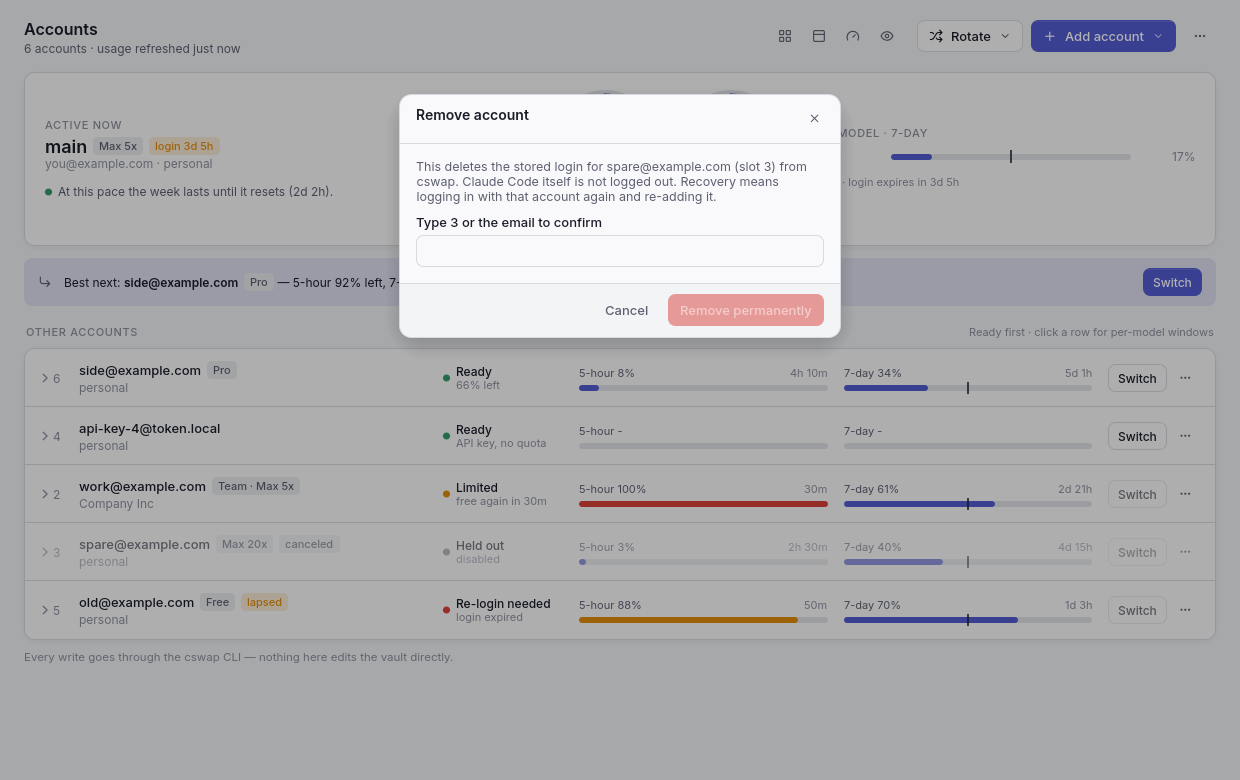 Accounts
6 accounts · usage refreshed just now
Rotate
Add account
ACTIVE NOW
main Max 5x login 3d 5h
you@example.com · personal
At this pace the week lasts until it resets (2d 2h).
MODEL · 7-DAY
17%
· login expires in 3d 5h
Remove account
This deletes the stored login for spare@example.com (slot 3) from
cswap. Claude Code itself is not logged out. Recovery means
logging in with that account again and re-adding it.
Type 3 or the email to confirm
Cancel
Remove permanently
Best next: side@example.com Pro — 5-hour 92% left, 7-
Switch
OTHER ACCOUNTS
Ready first · click a row for per-model windows
6 side@example.com Pro
personal
Ready
66% left
5-hour 8% 4h 10m
7-day 34% 5d 1h
Switch
4 api-key-4@token.local
personal
Ready
API key, no quota
5-hour -
7-day -
Switch
2 work@example.com Team · Max 5x
Company Inc
Limited
free again in 30m
5-hour 100% 30m
7-day 61% 2d 21h
Switch
3 spare@example.com Max 20x canceled
personal
Held out
disabled
5-hour 3% 2h 30m
7-day 40% 4d 15h
Switch
5 old@example.com Free lapsed
personal
Re-login needed
login expired
5-hour 88% 50m
7-day 70% 1d 3h
Switch
Every write goes through the cswap CLI — nothing here edits the vault directly.